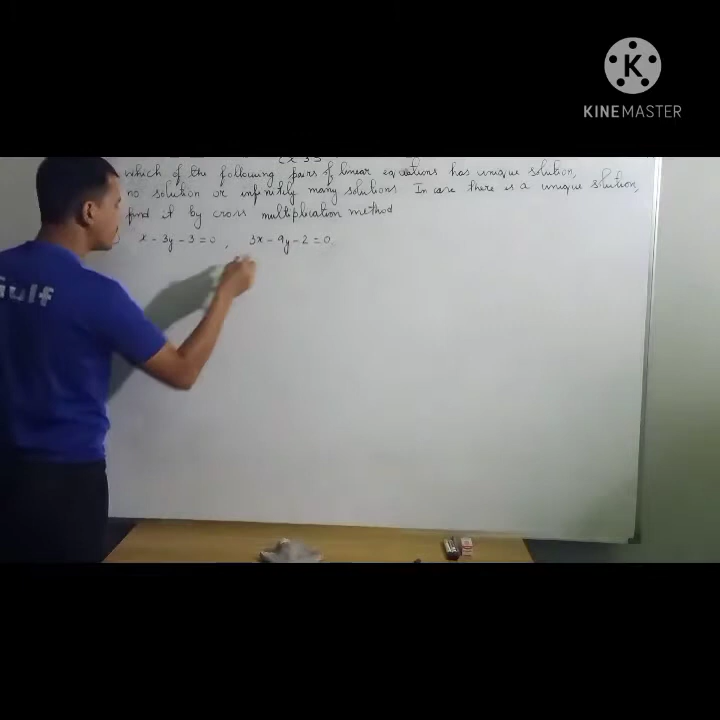 K
KINEMASTER
Ex 3.5
which of the following pairs of linear equations has unique solution,
no solution or infinitely many solutions In case there is a unique solution,
find it by cross multiplication method
x - 3y - 3 = 0 , 3x - 9y - 2 = 0
Gulf